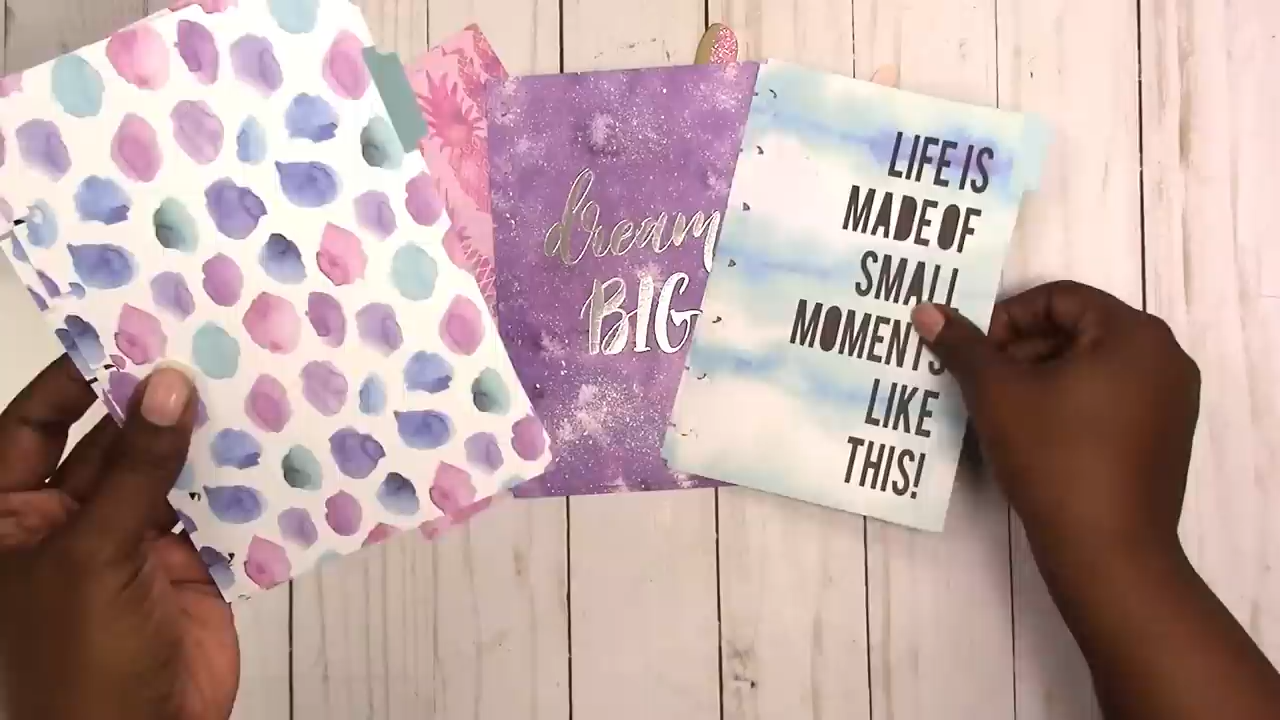 dream
BIG
LIFE IS
MADE OF
SMALL
MOMENTS
LIKE
THIS!